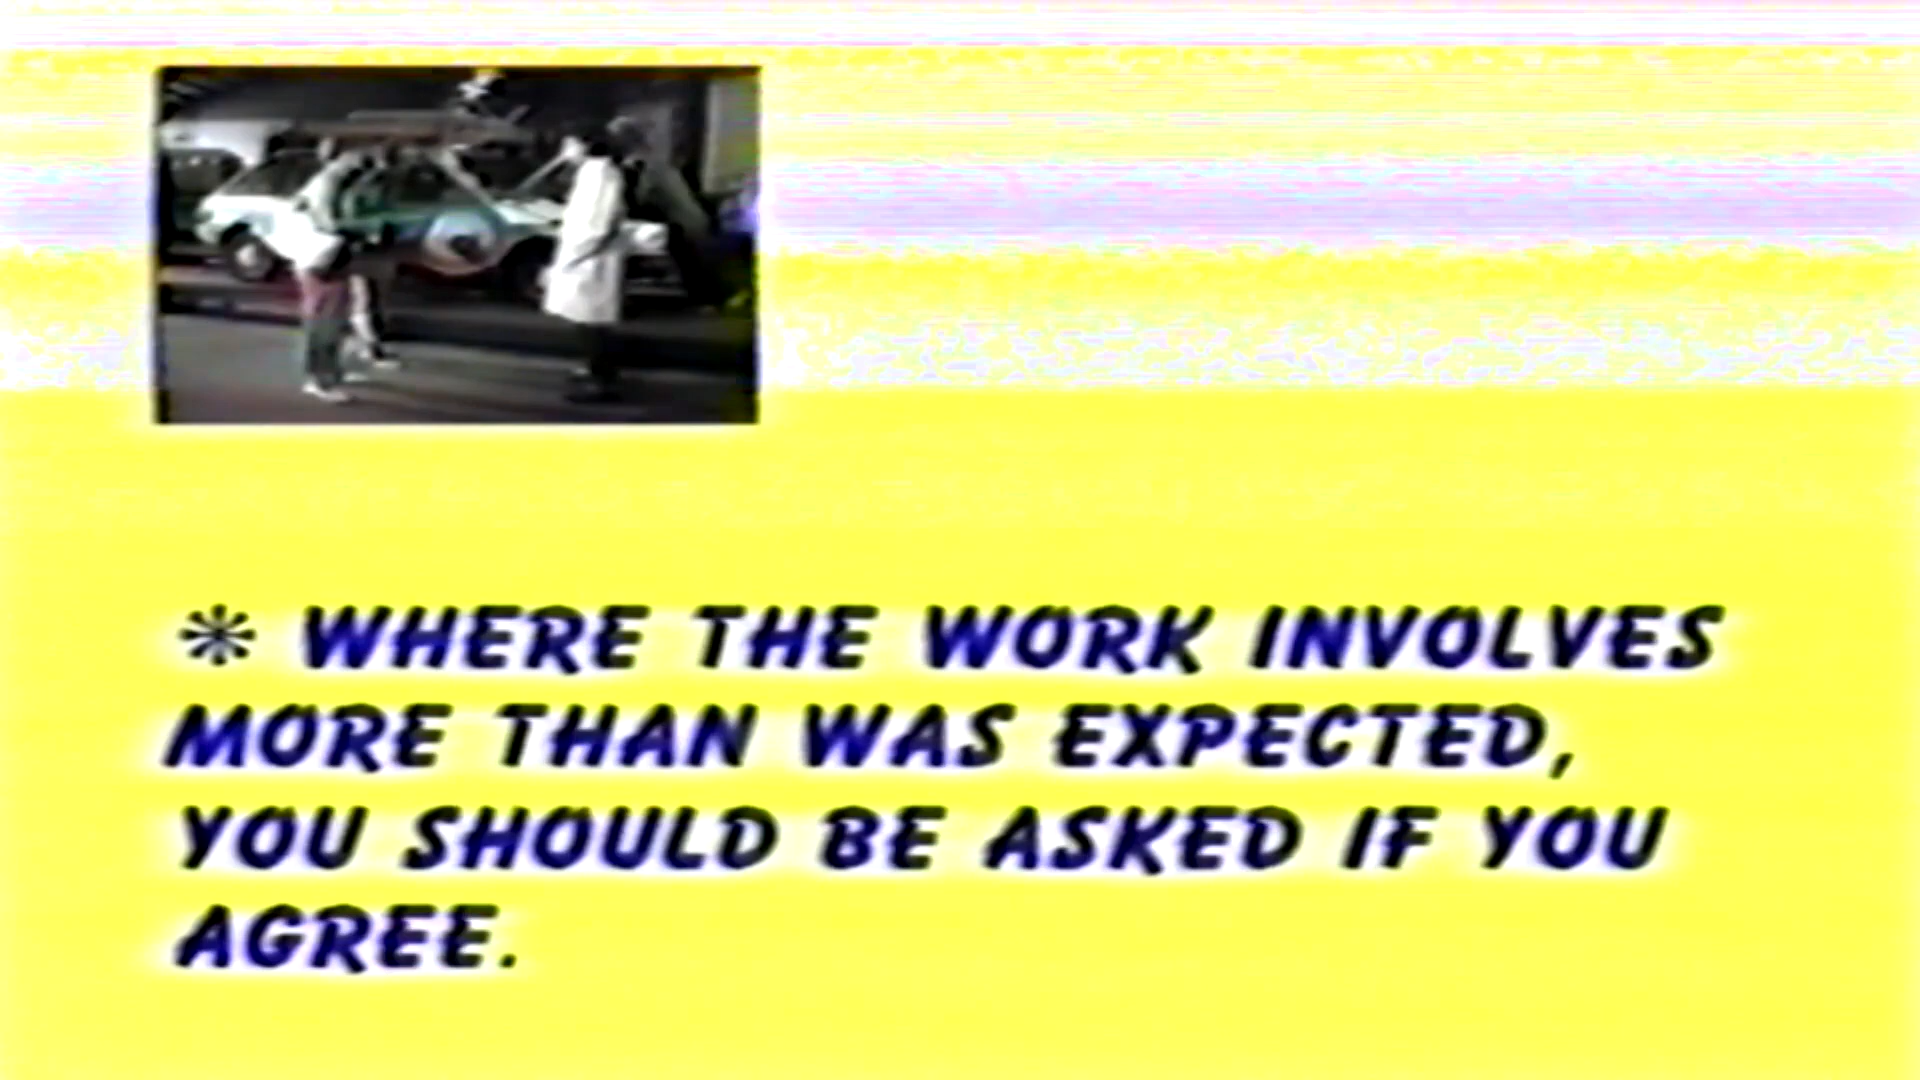 * WHERE THE WORK INVOLVES
MORE THAN WAS EXPECTED,
YOU SHOULD BE ASKED IF YOU
AGREE.